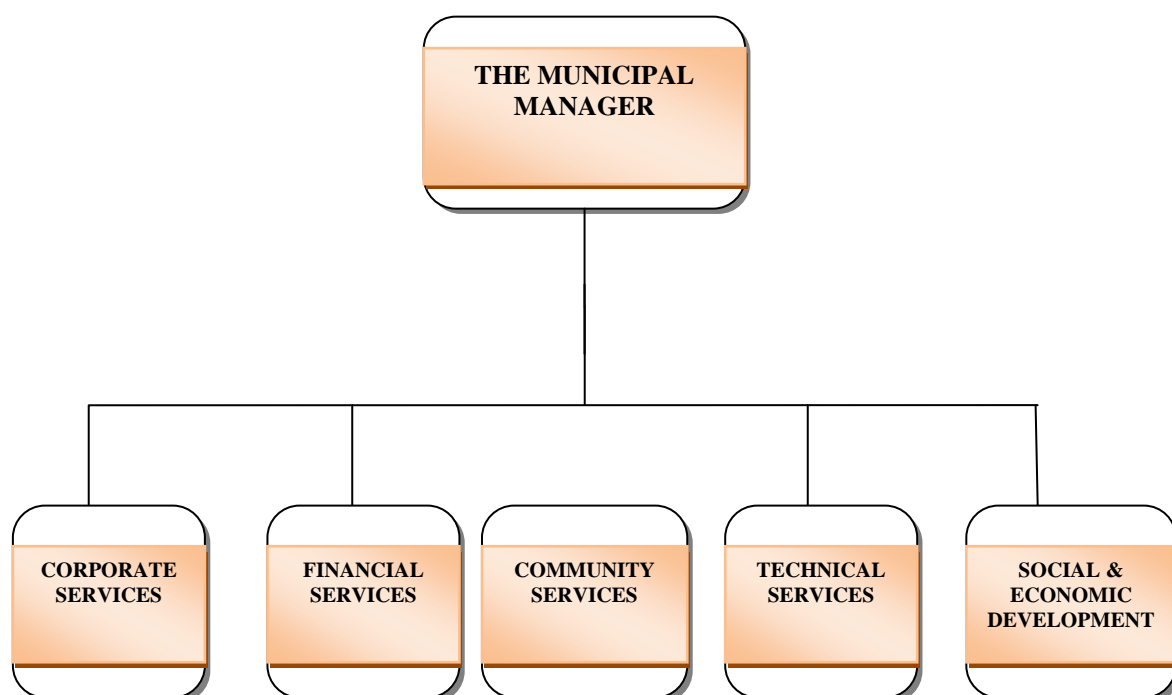 THE MUNICIPAL
MANAGER
CORPORATE
SERVICES
FINANCIAL
SERVICES
COMMUNITY
SERVICES
TECHNICAL
SERVICES
SOCIAL &
ECONOMIC
DEVELOPMENT